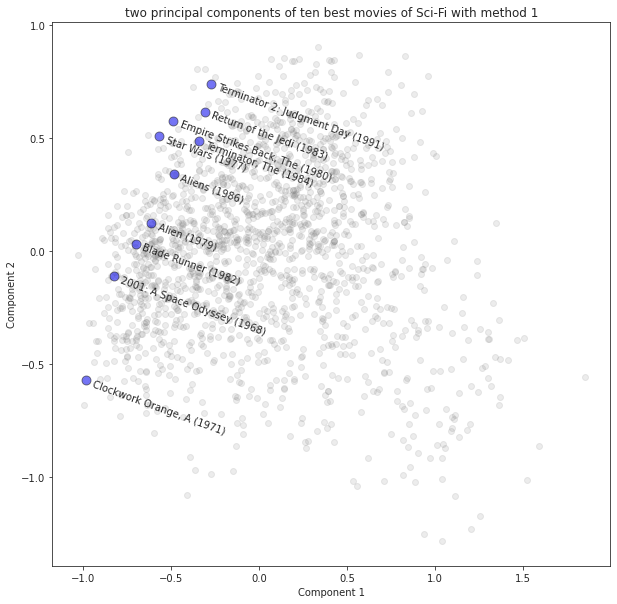 two principal components of ten best movies of Sci-Fi with method 1
1.0
0.5
0.0
−0.5
−1.0
Component 2
Terminator 2: Judgment Day (1991)
Return of the Jedi (1983)
Empire Strikes Back, The (1980)
Star Wars (1977)
Terminator, The (1984)
Aliens (1986)
Alien (1979)
Blade Runner (1982)
2001: A Space Odyssey (1968)
Clockwork Orange, A (1971)
−1.0 −0.5 0.0 0.5 1.0 1.5
Component 1